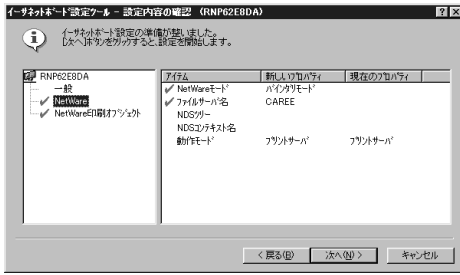 ｲｰｻﾈｯﾄﾎﾞｰﾄﾞ設定ﾂｰﾙ - 設定内容の確認 （RNP62E8DA）
ｲｰｻﾈｯﾄﾎﾞｰﾄﾞ設定の準備が整いました。
[次へ]ﾎﾞﾀﾝをｸﾘｯｸすると、設定を開始します。
RNP62E8DA
一般
NetWare
NetWare印刷ｵﾌﾞｼﾞｪｸﾄ
ｱｲﾃﾑ 新しいﾌﾟﾛﾊﾟﾃｨ 現在のﾌﾟﾛﾊﾟﾃｨ
NetWareﾓｰﾄﾞ ﾊﾞｲﾝﾀﾞﾘﾓｰﾄﾞ
ﾌｧｲﾙｻｰﾊﾞ名 CAREE
NDSﾂﾘｰ
NDSｺﾝﾃｷｽﾄ名
動作ﾓｰﾄﾞ ﾌﾟﾘﾝﾄｻｰﾊﾞ ﾌﾟﾘﾝﾄｻｰﾊﾞ
< 戻る(B) 次へ(N) > ｷｬﾝｾﾙ